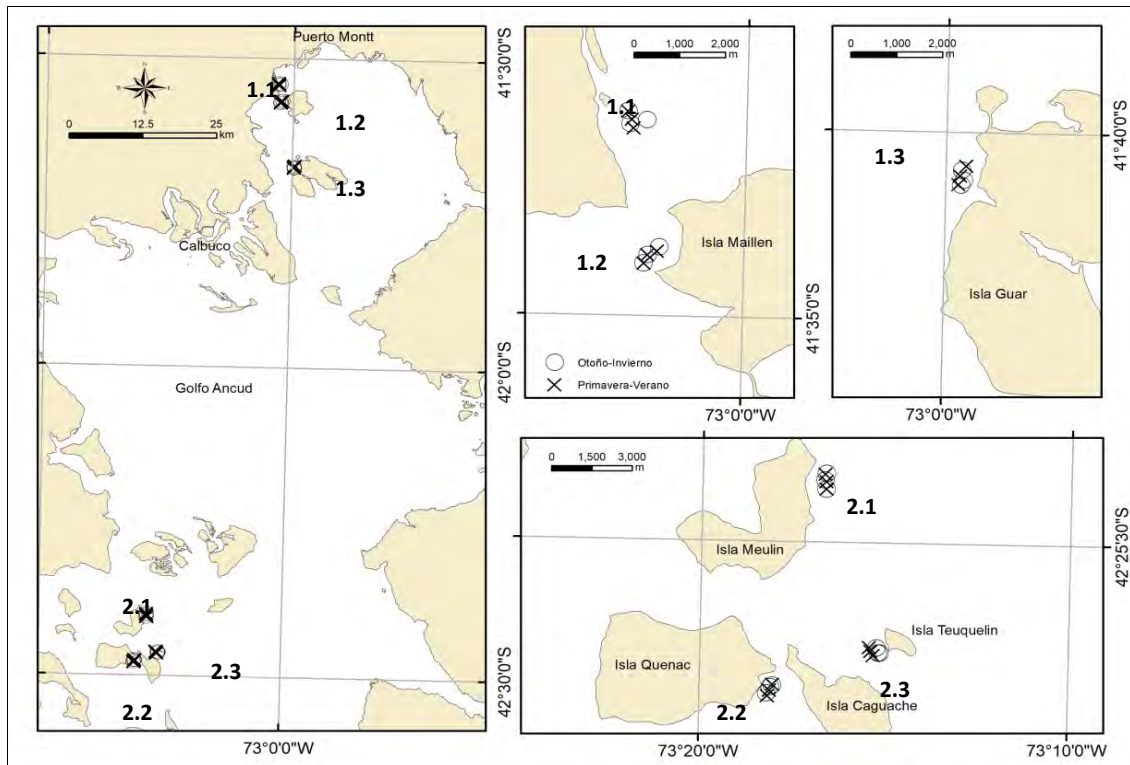 Puerto Montt
41°30'0"S
1.1
0 12.5 25
km
1.2
1.3
Calbuco
42°0'0"S
Golfo Ancud
2.1
2.3
2.2
42°30'0"S
73°0'0"W
0 1,000 2,000
m
1.1
Isla Maillen
1.2
41°35'0"S
Otoño-Invierno
Primavera-Verano
73°0'0"W
0 1,000 2,000
m
41°40'0"S
1.3
Isla Guar
73°0'0"W
0 1,500 3,000
m
2.1
Isla Meulin
42°25'30"S
Isla Teuquelin
Isla Quenac
2.3
2.2
Isla Caguache
73°20'0"W
73°10'0"W